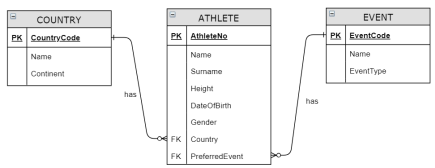 COUNTRY
PK CountryCode
Name
Continent
has
ATHLETE
PK AthleteNo
Name
Surname
Height
DateOfBirth
Gender
FK Country
FK PreferredEvent
has
EVENT
PK EventCode
Name
EventType